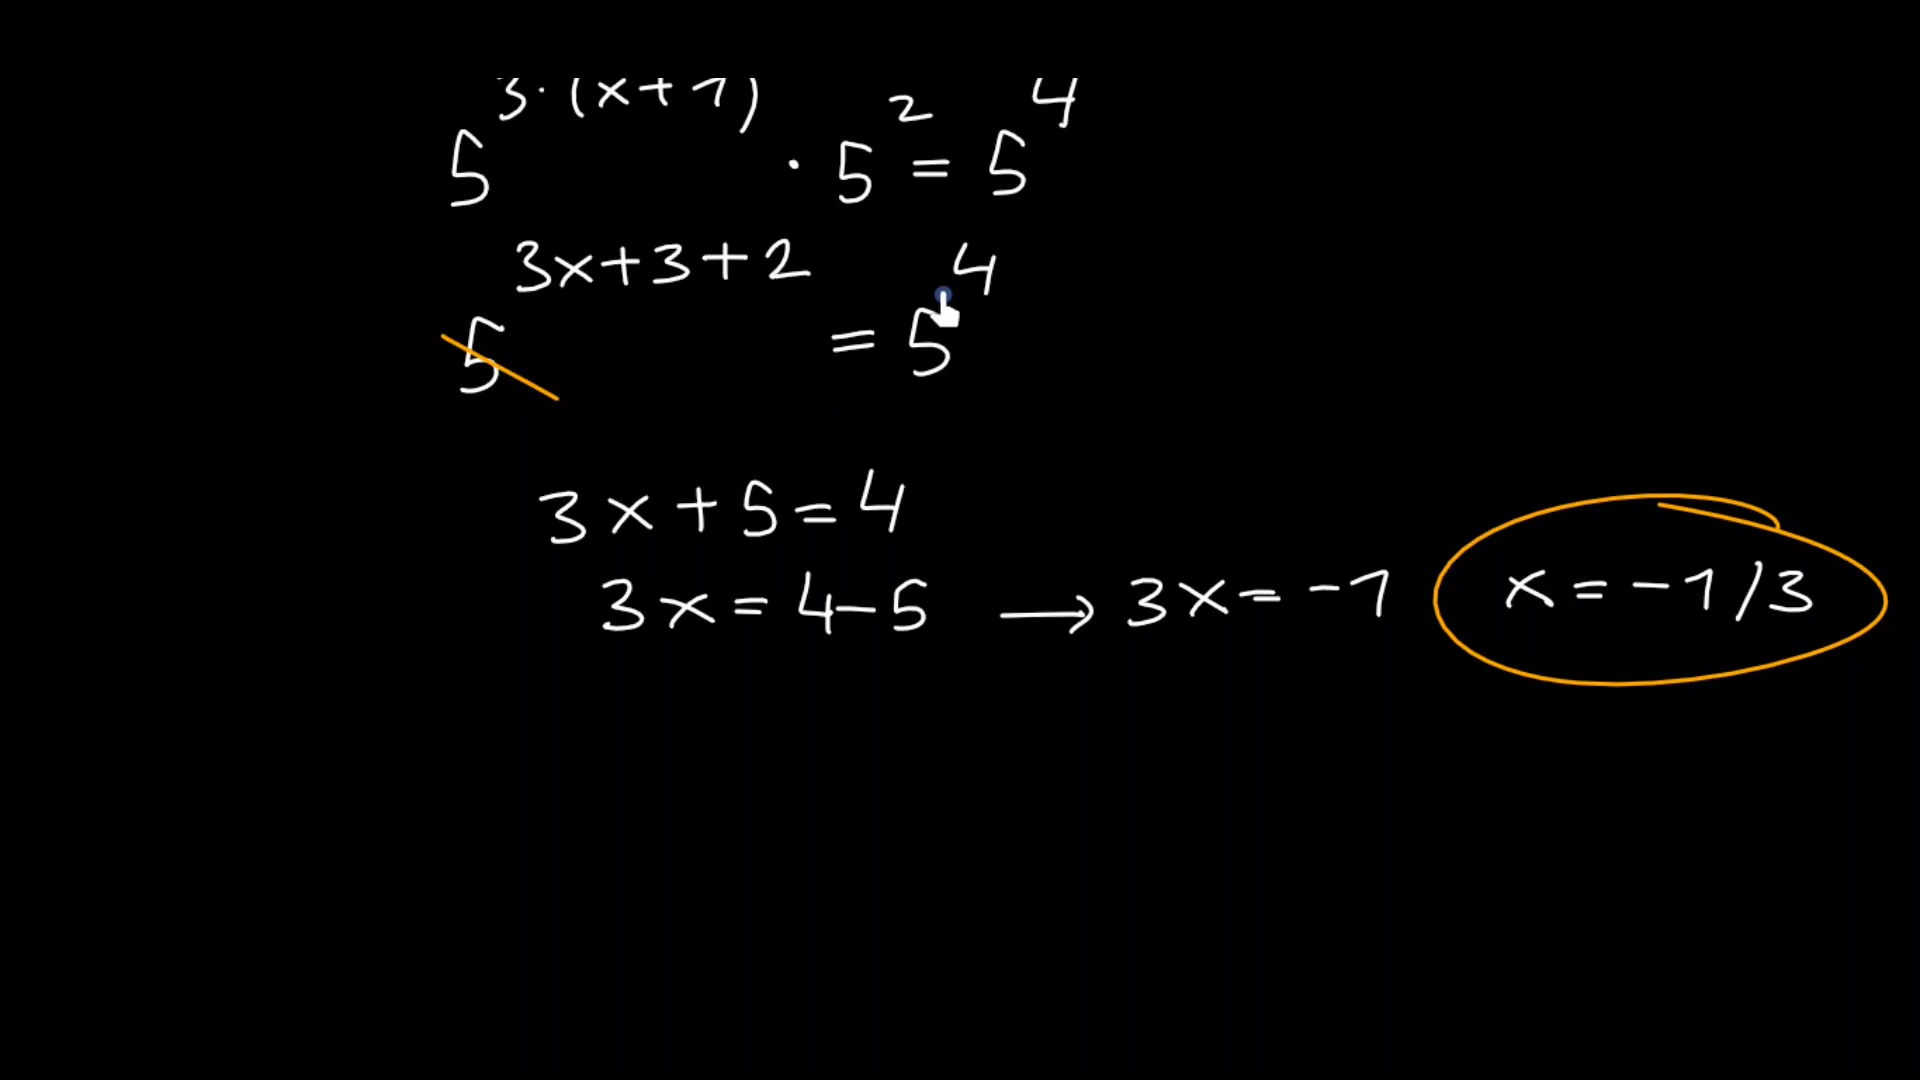 5^{3·(x+1)} · 5^2 = 5^4
5^{3x+3+2} = 5^4
3x+5=4
3x=4-5 → 3x=-1 x=-1/3